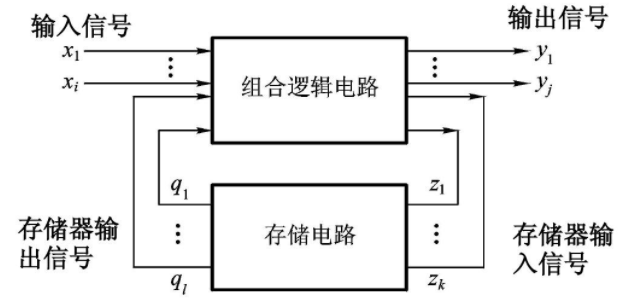 输入信号
输出信号
x₁
y₁
⋮
⋮
xᵢ
yⱼ
组合逻辑电路
q₁
z₁
存储器输
出信号
⋮
存储电路
⋮
存储器输
入信号
qₗ
zₖ